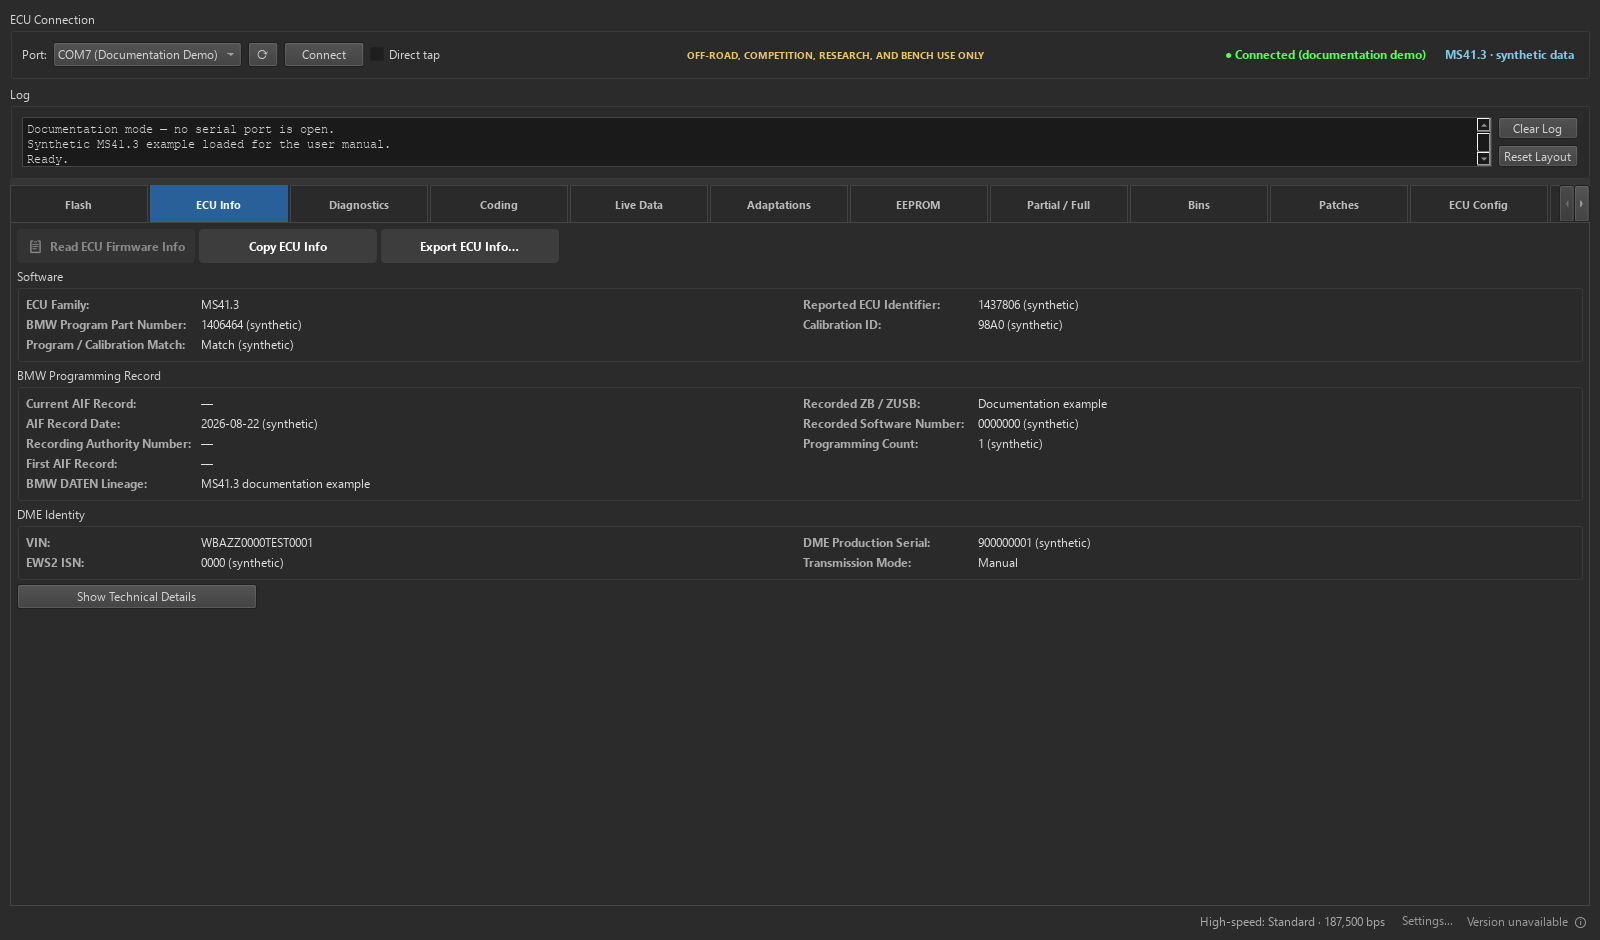 ECU Connection
Port: COM7 (Documentation Demo) Connect Direct tap OFF-ROAD, COMPETITION, RESEARCH, AND BENCH USE ONLY ● Connected (documentation demo) MS41.3 · synthetic data
Log
Documentation mode — no serial port is open.
Synthetic MS41.3 example loaded for the user manual.
Ready.
Clear Log
Reset Layout
Flash ECU Info Diagnostics Coding Live Data Adaptations EEPROM Partial / Full Bins Patches ECU Config
Read ECU Firmware Info Copy ECU Info Export ECU Info...
Software
ECU Family: MS41.3 Reported ECU Identifier: 1437806 (synthetic)
BMW Program Part Number: 1406464 (synthetic) Calibration ID: 98A0 (synthetic)
Program / Calibration Match: Match (synthetic)
BMW Programming Record
Current AIF Record: — Recorded ZB / ZUSB: Documentation example
AIF Record Date: 2026-08-22 (synthetic) Recorded Software Number: 0000000 (synthetic)
Recording Authority Number: — Programming Count: 1 (synthetic)
First AIF Record: —
BMW DATEN Lineage: MS41.3 documentation example
DME Identity
VIN: WBAZZ0000TEST0001 DME Production Serial: 900000001 (synthetic)
EWS2 ISN: 0000 (synthetic) Transmission Mode: Manual
Show Technical Details
High-speed: Standard · 187,500 bps Settings... Version unavailable